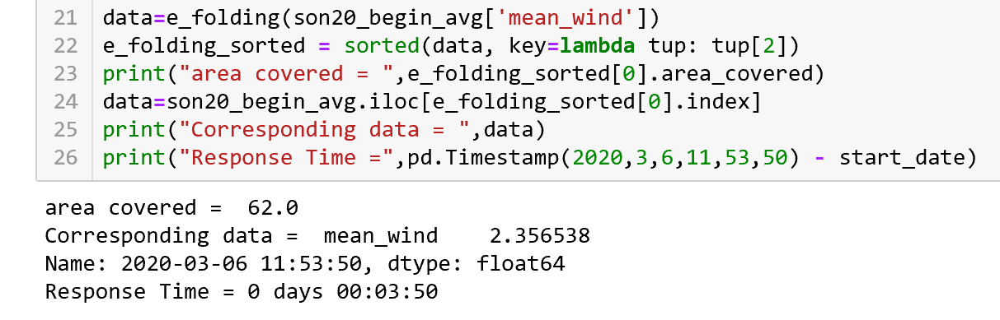 21 data=e_folding(son20_begin_avg['mean_wind'])
22 e_folding_sorted = sorted(data, key=lambda tup: tup[2])
23 print("area covered = ",e_folding_sorted[0].area_covered)
24 data=son20_begin_avg.iloc[e_folding_sorted[0].index]
25 print("Corresponding data = ",data)
26 print("Response Time =",pd.Timestamp(2020,3,6,11,53,50) - start_date)
area covered =  62.0
Corresponding data =  mean_wind    2.356538
Name: 2020-03-06 11:53:50, dtype: float64
Response Time = 0 days 00:03:50